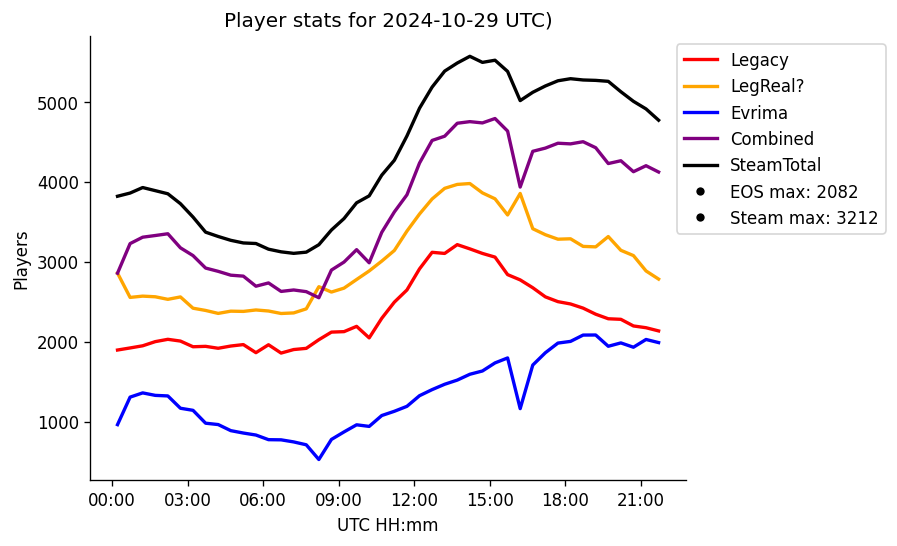 Player stats for 2024-10-29 UTC)
Players
5000
4000
3000
2000
1000
00:00 03:00 06:00 09:00 12:00 15:00 18:00 21:00
UTC HH:mm
Legacy
LegReal?
Evrima
Combined
SteamTotal
EOS max: 2082
Steam max: 3212